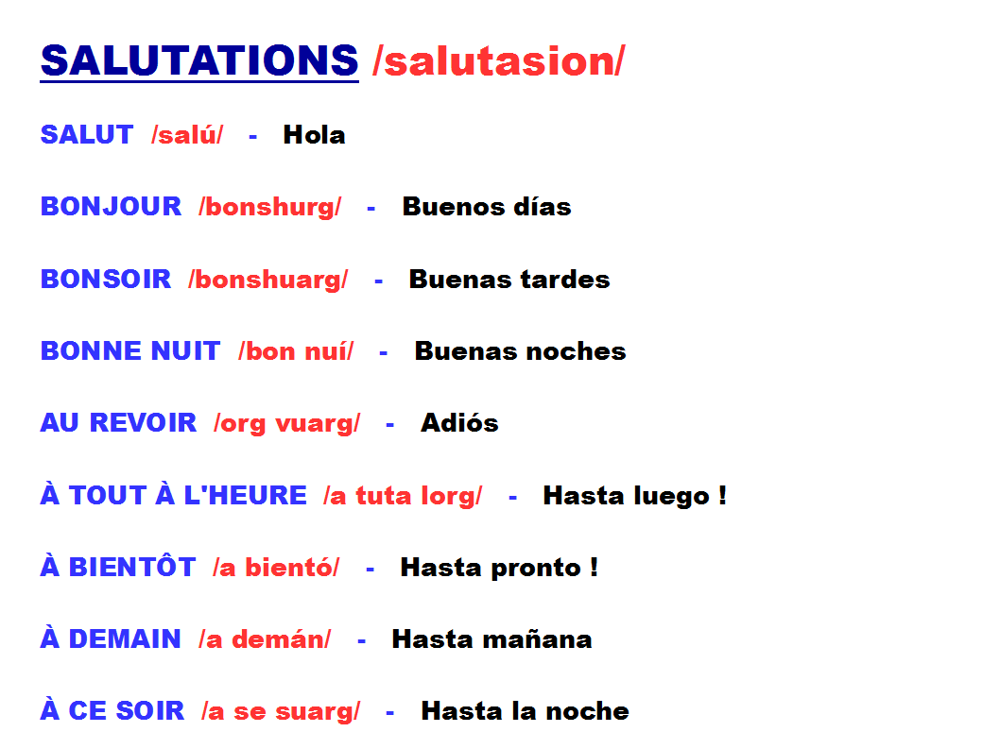 SALUTATIONS /salutasion/
SALUT /salú/ - Hola
BONJOUR /bonshurg/ - Buenos días
BONSOIR /bonshuarg/ - Buenas tardes
BONNE NUIT /bon nuí/ - Buenas noches
AU REVOIR /org vuarg/ - Adiós
À TOUT À L'HEURE /a tuta lorg/ - Hasta luego !
À BIENTÔT /a bientó/ - Hasta pronto !
À DEMAIN /a demán/ - Hasta mañana
À CE SOIR /a se suarg/ - Hasta la noche